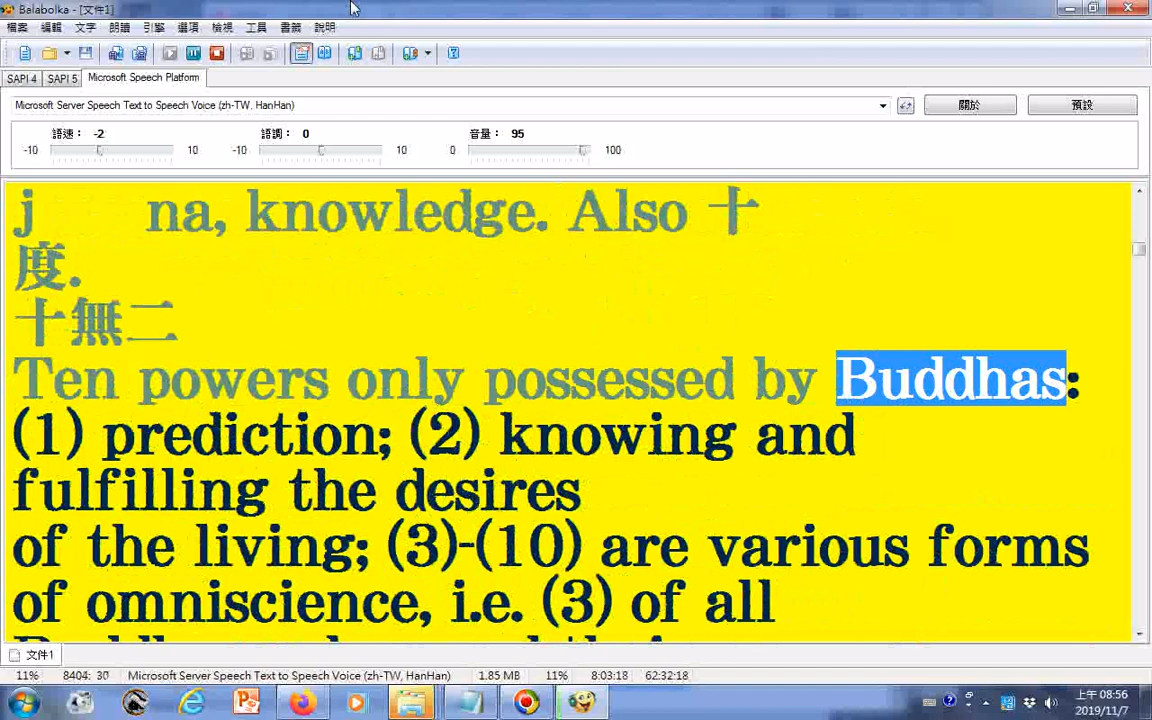 Balabolka - [文件1]
檔案 編輯 文字 朗讀 引擎 選項 檢視 工具 書籤 說明
SAPI 4 SAPI 5 Microsoft Speech Platform
Microsoft Server Speech Text to Speech Voice (zh-TW, HanHan) 關於 預設
語速： -2 語調： 0 音量： 95
-10 10 -10 10 0 100
j na, knowledge. Also 十
度.
十無二
Ten powers only possessed by Buddhas:
(1) prediction; (2) knowing and
fulfilling the desires
of the living; (3)-(10) are various forms
of omniscience, i.e. (3) of all
文件1
11% 8404: 30 Microsoft Server Speech Text to Speech Voice (zh-TW, HanHan) 1.85 MB 11% 8:03:18 62:32:18
上午 08:56
2019/11/7